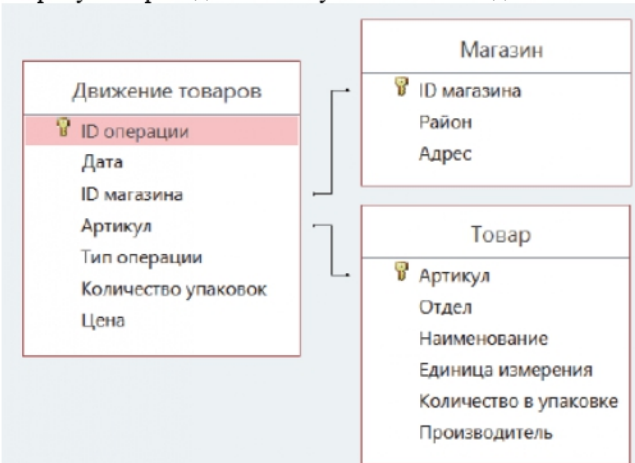 Движение товаров
ID операции
Дата
ID магазина
Артикул
Тип операции
Количество упаковок
Цена
Магазин
ID магазина
Район
Адрес
Товар
Артикул
Отдел
Наименование
Единица измерения
Количество в упаковке
Производитель